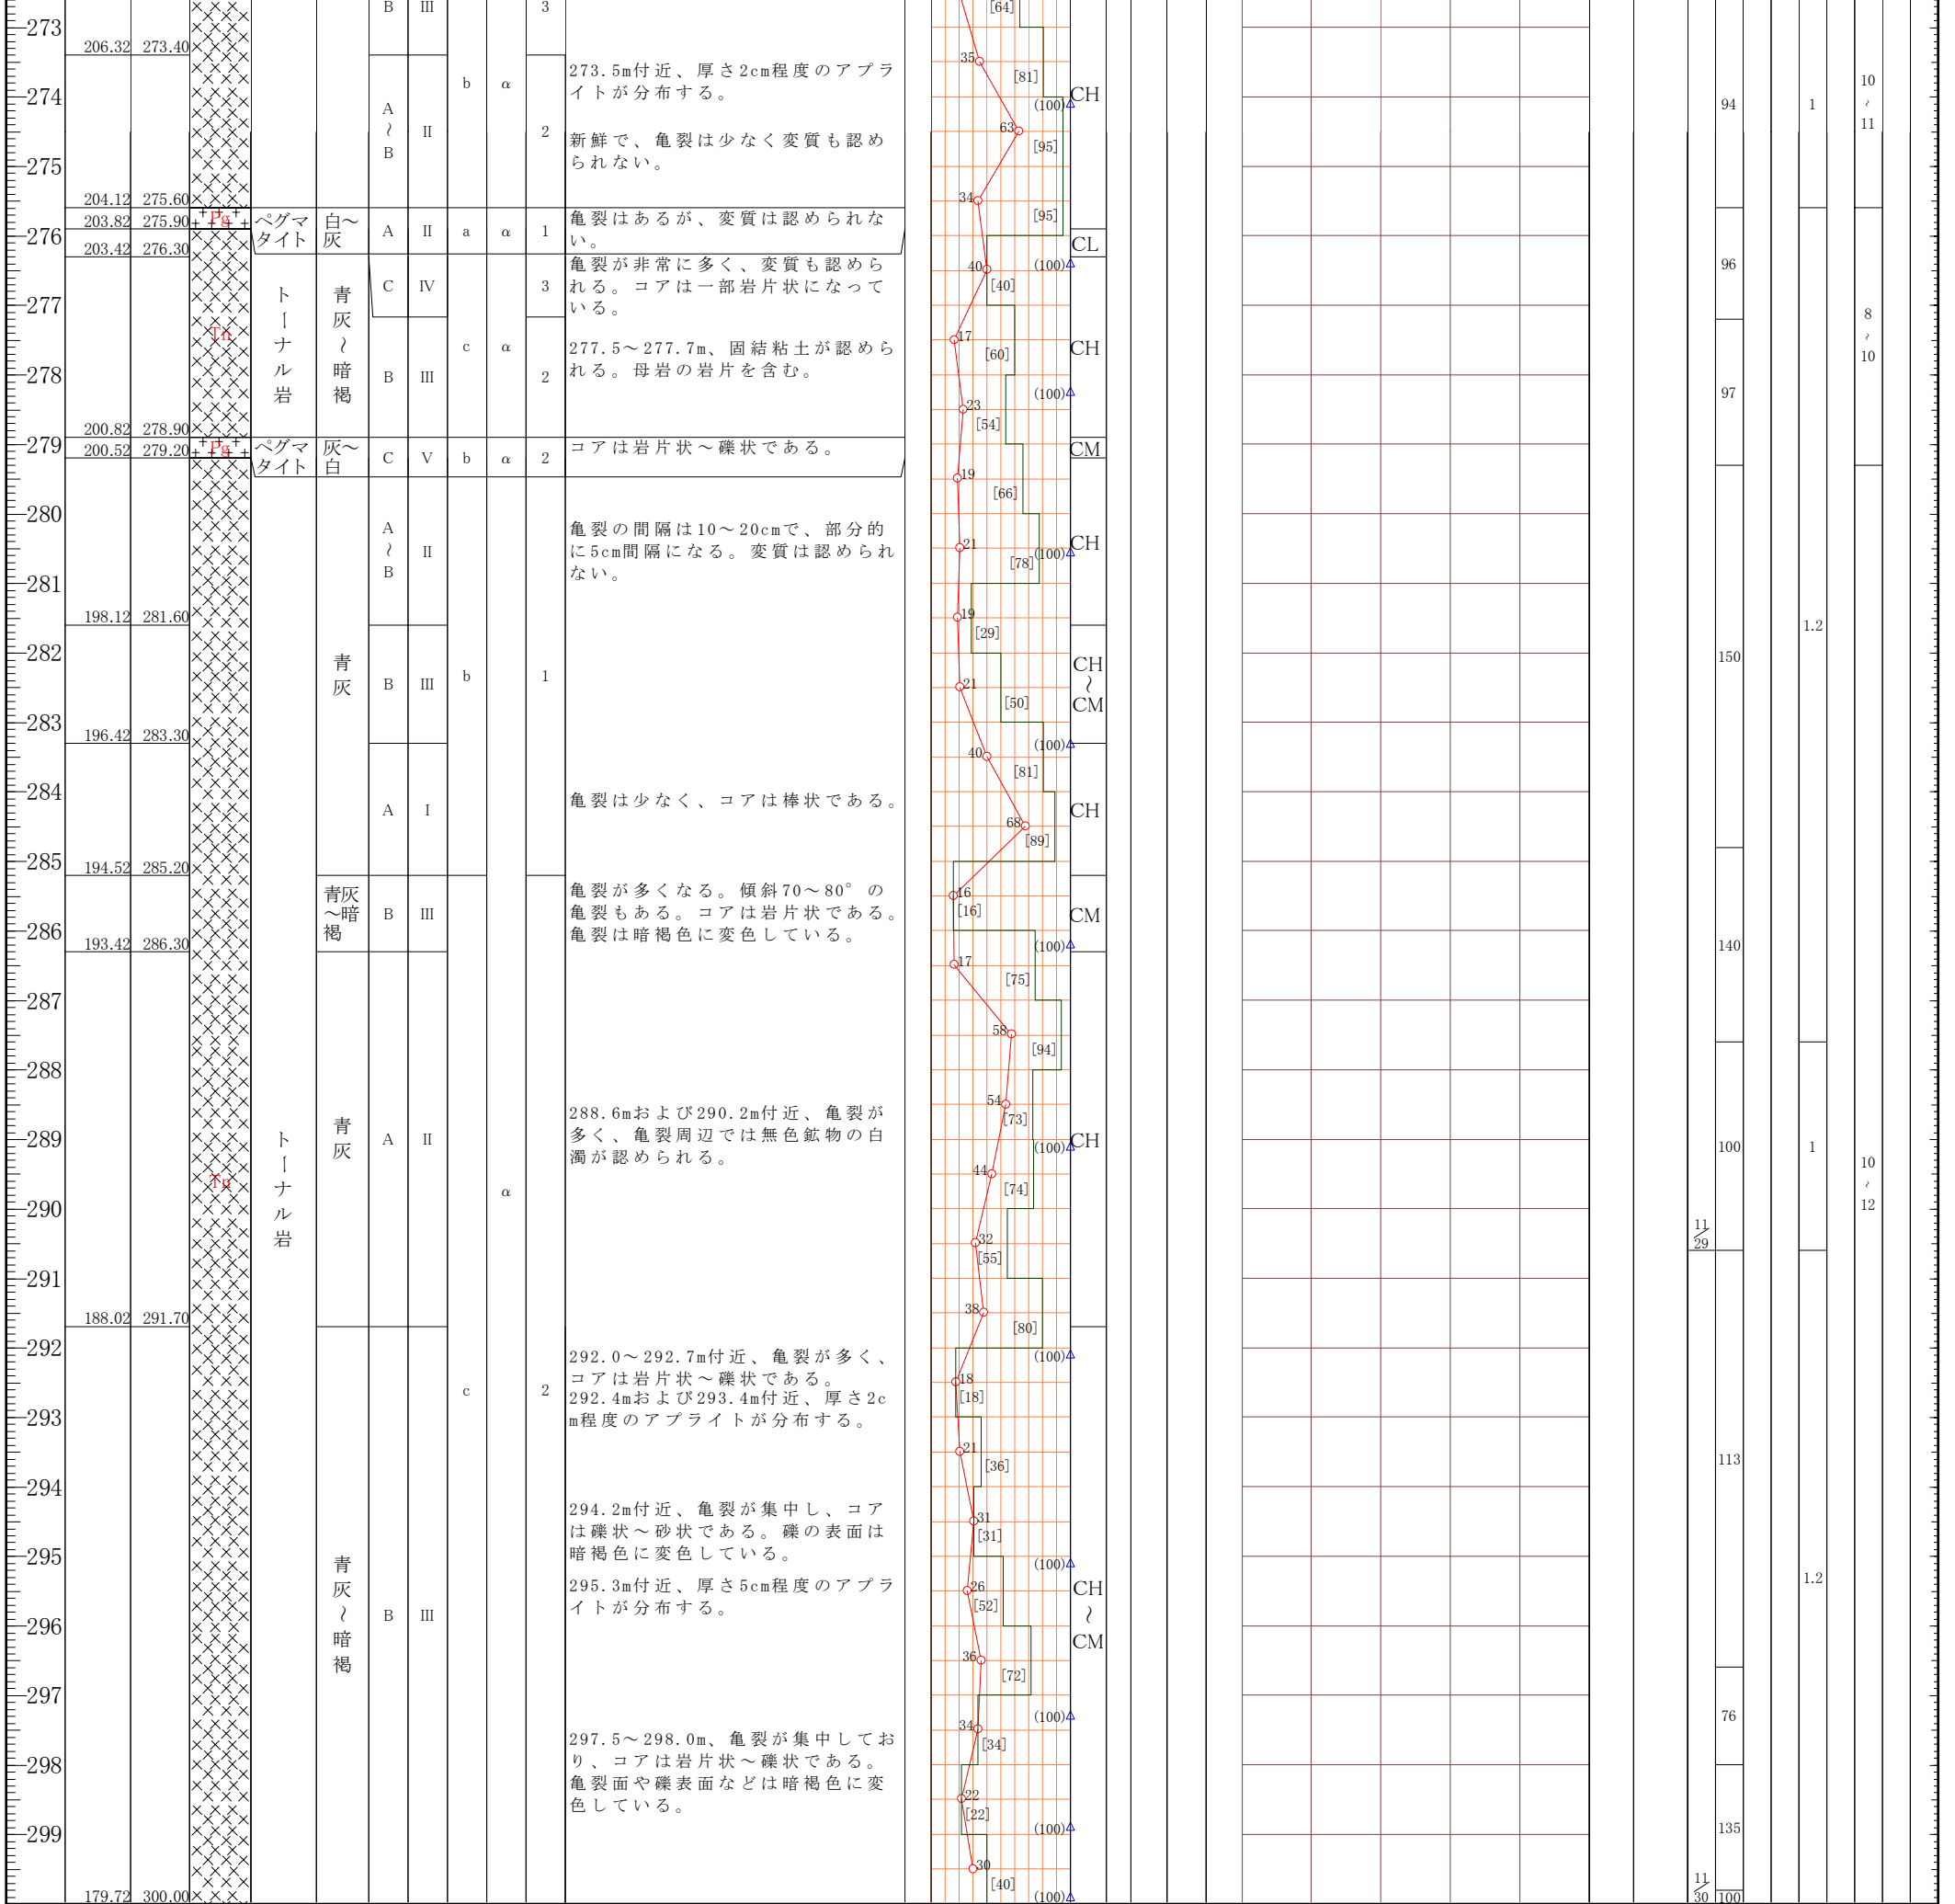 273
274
275
276
277
278
279
280
281
282
283
284
285
286
287
288
289
290
291
292
293
294
295
296
297
298
299
206.32 273.40
204.12 275.60
203.82 275.90
203.42 276.30
200.82 278.90
200.52 279.20
198.12 281.60
196.42 283.30
194.52 285.20
193.42 286.30
188.02 291.70
179.72 300.00
Pg
Tn
Pg
Tn
ペグマ
タイト
トーナル岩
ペグマ
タイト
トーナル岩
白～
灰
青灰～暗褐
灰～
白
青灰
青灰
～暗
褐
青灰
青灰～暗褐
B
A～B
A
C
B
C
A～B
B
A
B
A
B
III
II
II
IV
III
V
II
III
I
III
II
III
b
a
c
b
b
c
α
α
α
α
α
3
2
1
3
2
2
1
2
273.5m付近、厚さ2cm程度のアプラ
イトが分布する。
新鮮で、亀裂は少なく変質も認め
られない。
亀裂はあるが、変質は認められな
い。
亀裂が非常に多く、変質も認めら
れる。コアは一部岩片状になって
いる。
277.5～277.7m、固結粘土が認めら
れる。母岩の岩片を含む。
コアは岩片状～礫状である。
亀裂の間隔は10～20cmで、部分的
に5cm間隔になる。変質は認められ
ない。
亀裂は少なく、コアは棒状である。
亀裂が多くなる。傾斜70～80°の
亀裂もある。コアは岩片状である。
亀裂は暗褐色に変色している。
288.6mおよび290.2m付近、亀裂が
多く、亀裂周辺では無色鉱物の白
濁が認められる。
292.0～292.7m付近、亀裂が多く、
コアは岩片状～礫状である。
292.4mおよび293.4m付近、厚さ2c
m程度のアプライトが分布する。
294.2m付近、亀裂が集中し、コア
は礫状～砂状である。礫の表面は
暗褐色に変色している。
295.3m付近、厚さ5cm程度のアプラ
イトが分布する。
297.5～298.0m、亀裂が集中してお
り、コアは岩片状～礫状である。
亀裂面や礫表面などは暗褐色に変
色している。
[64]
35
[81]
(100)
63
[95]
34
[95]
(100)
40
[40]
17
[60]
(100)
23
[54]
19
[66]
21
(100)
[78]
19
[29]
21
[50]
(100)
40
[81]
68
[89]
16
[16]
(100)
17
[75]
58
[94]
54
[73]
(100)
44
[74]
32
[55]
38
[80]
(100)
18
[18]
21
[36]
31
[31]
(100)
26
[52]
36
[72]
(100)
34
[34]
22
[22]
(100)
30
[40]
(100)
CH
CL
CH
CM
CH
CH
～
CM
CH
CM
CH
CH
～
CM
11/29
11/30
94
96
97
150
140
100
113
76
135
100
1
1.2
1
1.2
10
～
11
8
～
10
10
～
12